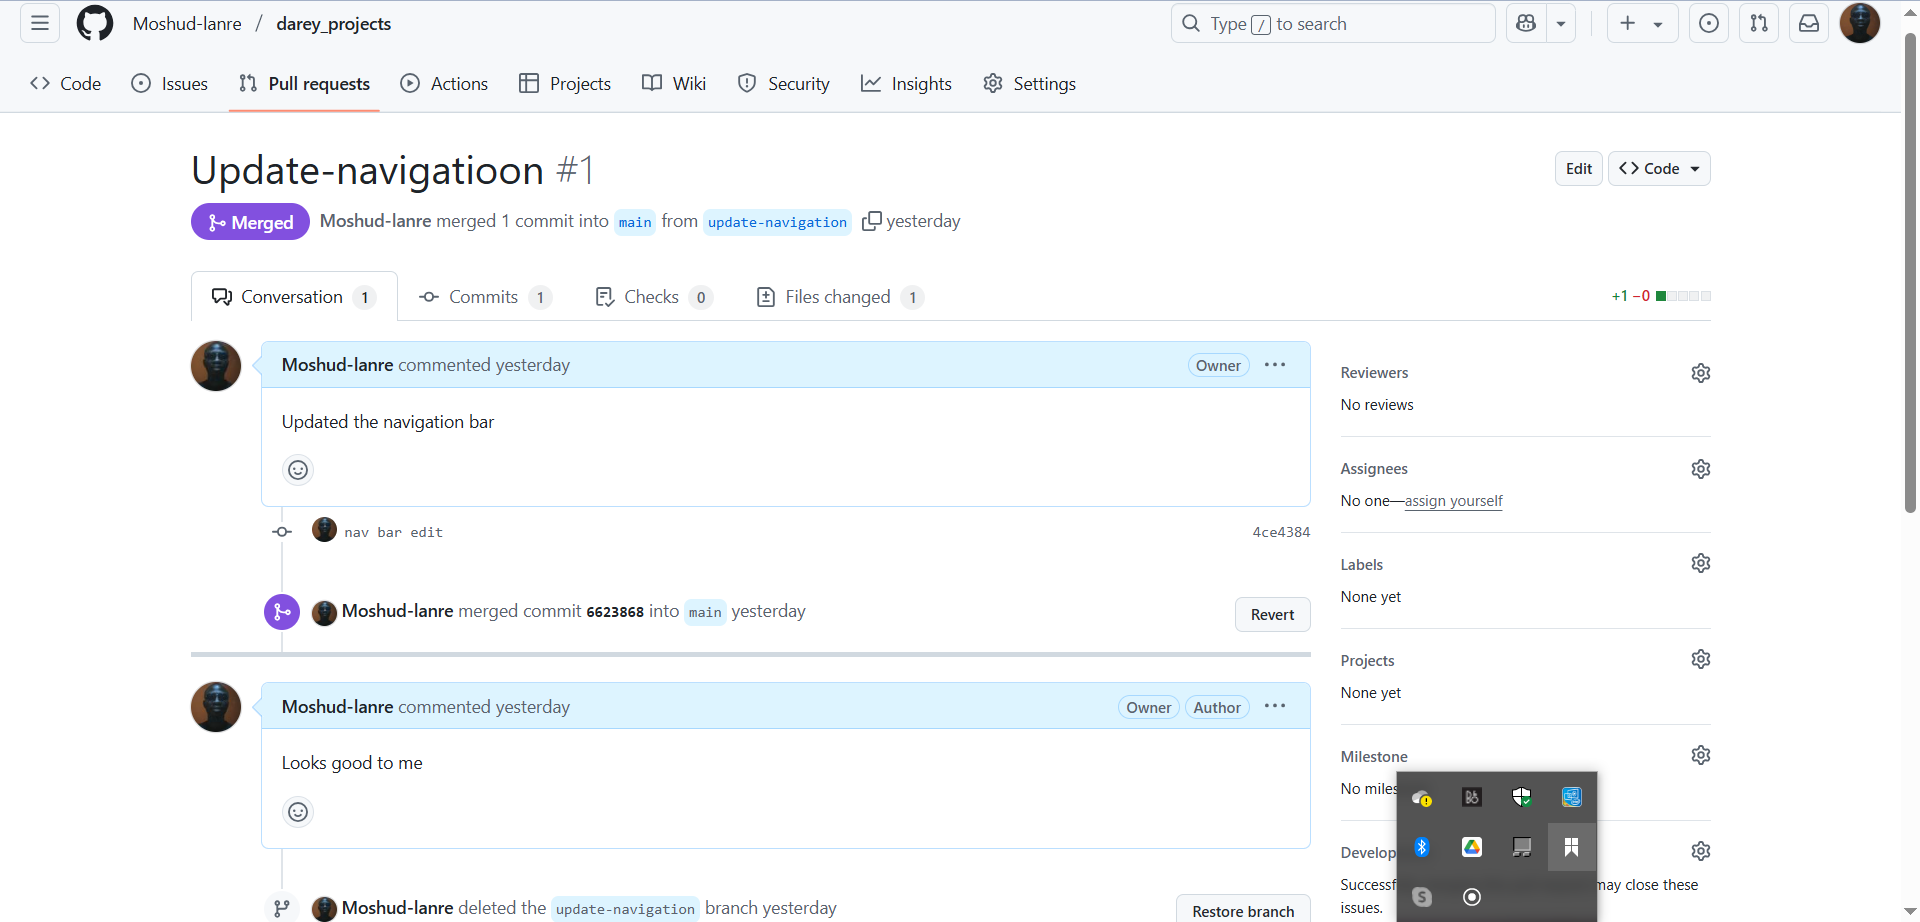 Moshud-lanre / darey_projects
Type / to search
Code Issues Pull requests Actions Projects Wiki Security Insights Settings
Update-navigatioon #1
Edit Code
Merged Moshud-lanre merged 1 commit into main from update-navigation yesterday
Conversation 1 Commits 1 Checks 0 Files changed 1 +1 −0
Moshud-lanre commented yesterday Owner
Updated the navigation bar
nav bar edit 4ce4384
Moshud-lanre merged commit 6623868 into main yesterday Revert
Moshud-lanre commented yesterday Owner Author
Looks good to me
Moshud-lanre deleted the update-navigation branch yesterday Restore branch
Reviewers
No reviews
Assignees
No one—assign yourself
Labels
None yet
Projects
None yet
Milestone
No miles
Develop
Successf may close these
issues.